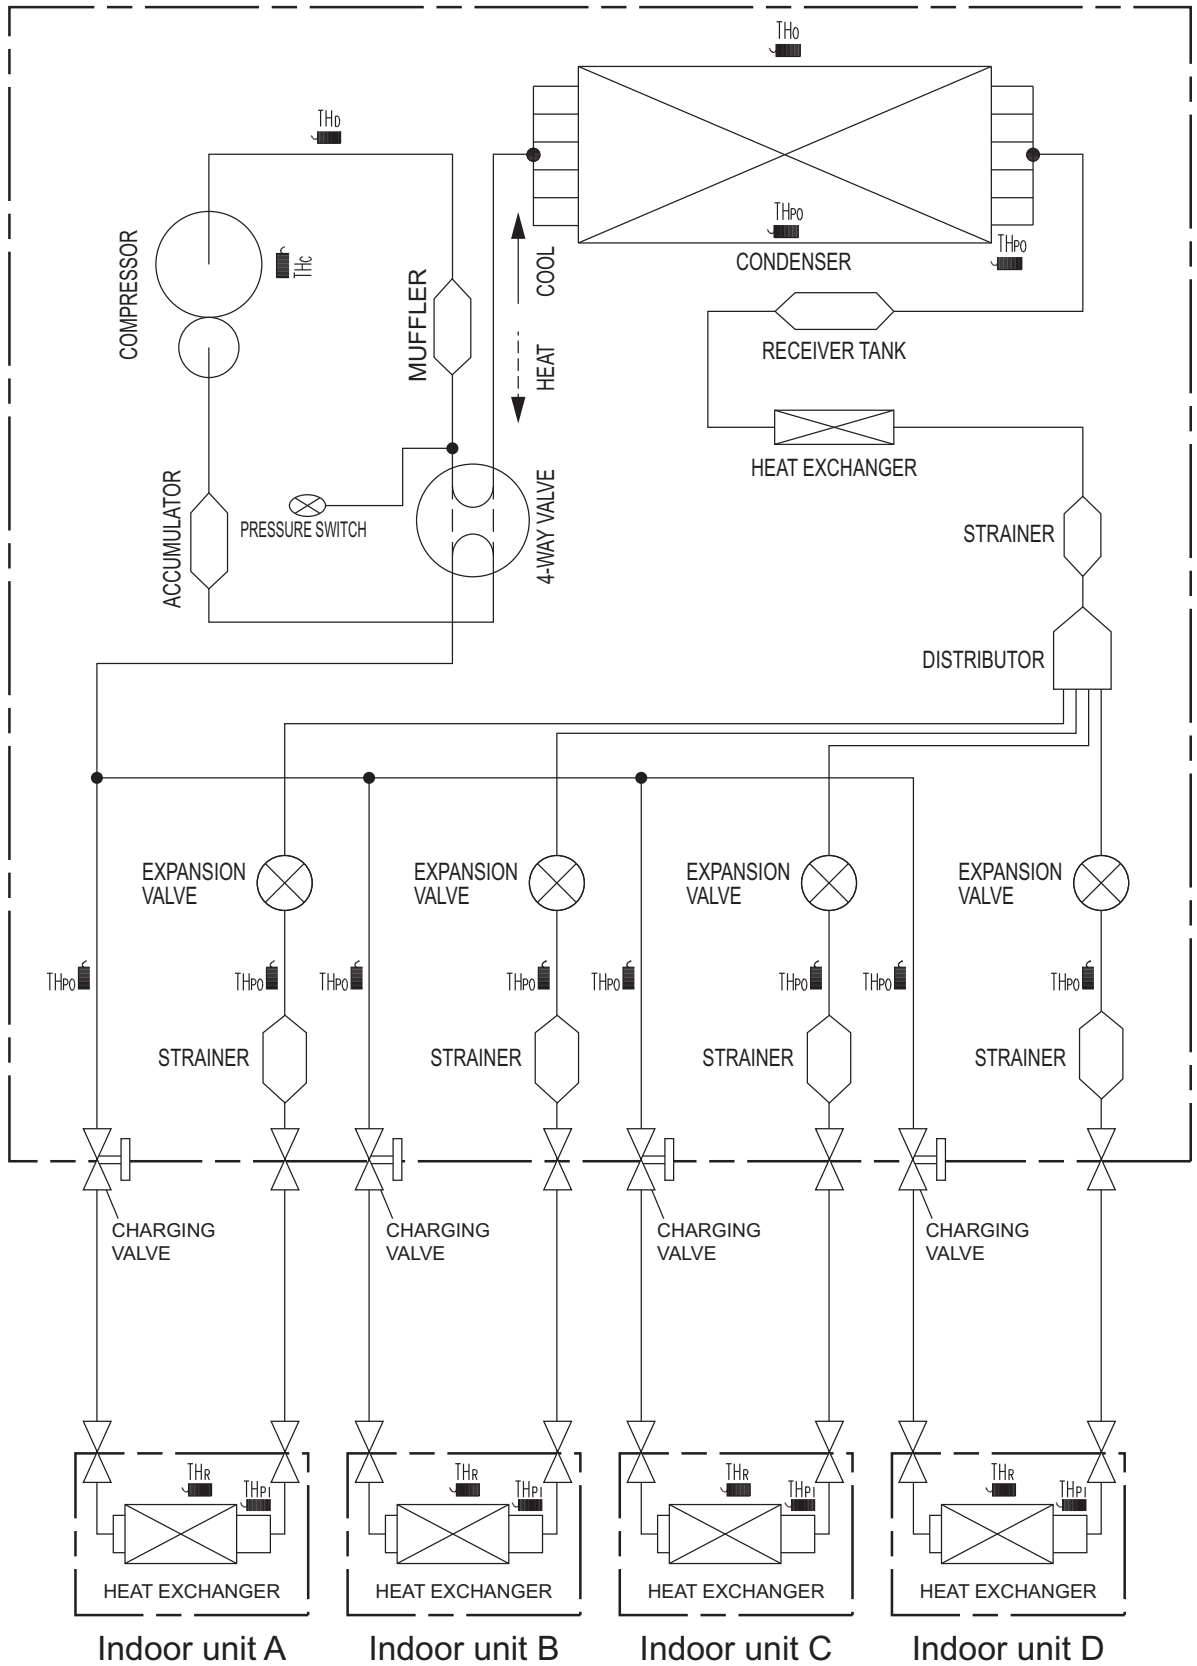 THO
THD
THPO
CONDENSER
THPO
COMPRESSOR
THC
MUFFLER
COOL
HEAT
RECEIVER TANK
HEAT EXCHANGER
ACCUMULATOR
PRESSURE SWITCH
4-WAY VALVE
STRAINER
DISTRIBUTOR
EXPANSION
VALVE
EXPANSION
VALVE
EXPANSION
VALVE
EXPANSION
VALVE
THPO
THPO
THPO
THPO
THPO
THPO
THPO
THPO
STRAINER
STRAINER
STRAINER
STRAINER
CHARGING
VALVE
CHARGING
VALVE
CHARGING
VALVE
CHARGING
VALVE
THR
THPI
THR
THPI
THR
THPI
THR
THPI
HEAT EXCHANGER
HEAT EXCHANGER
HEAT EXCHANGER
HEAT EXCHANGER
Indoor unit A
Indoor unit B
Indoor unit C
Indoor unit D